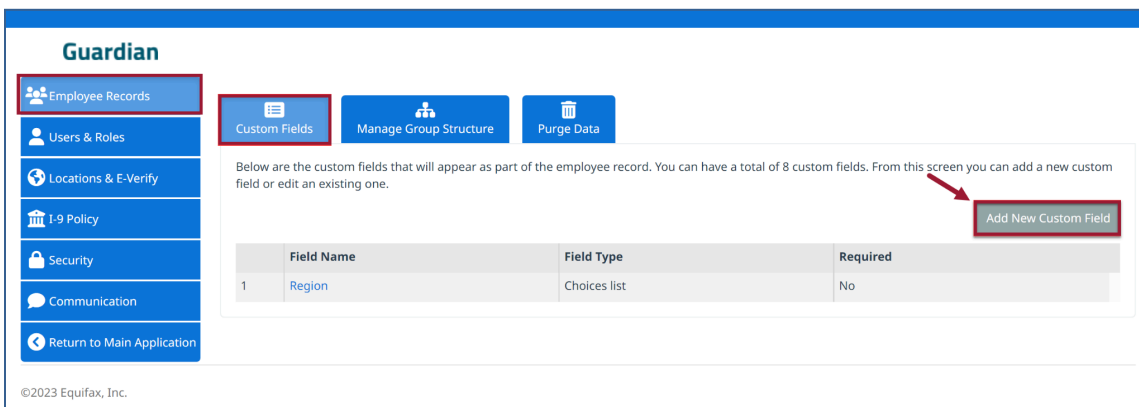 Guardian
Employee Records
Users & Roles
Locations & E-Verify
I-9 Policy
Security
Communication
Return to Main Application
Custom Fields
Manage Group Structure
Purge Data
Below are the custom fields that will appear as part of the employee record. You can have a total of 8 custom fields. From this screen you can add a new custom
field or edit an existing one.
Add New Custom Field
Field Name Field Type Required
1 Region Choices list No
©2023 Equifax, Inc.